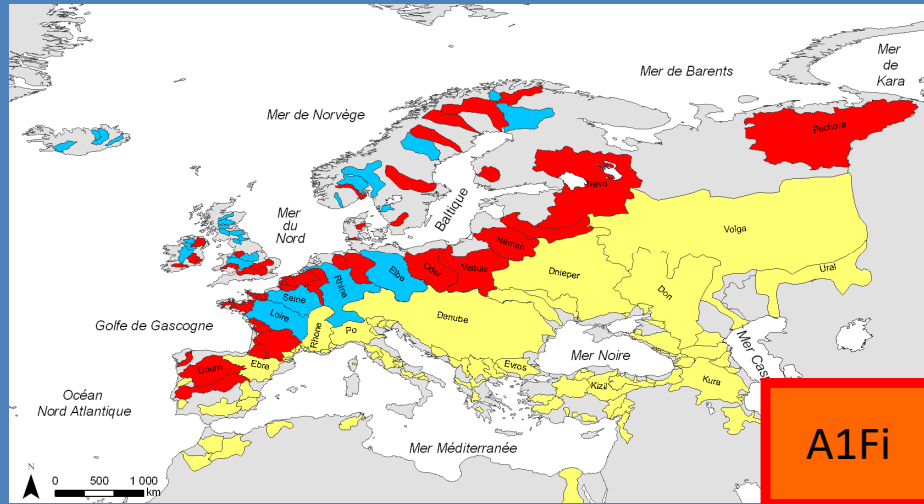 Mer de Barents
Mer
de
Kara
Mer de Norvège
Pechora
Neva
Baltique
Mer
du
Nord
Volga
Neman
Oder
Vistula
Elbe
Rhine
Dnieper
Ural
Don
Seine
Loire
Danube
Golfe de Gascogne
Rhone
Po
Mer Noire
Mer Cas
Ebre
Douro
Evros
Kizil
Kura
Océan
Nord Atlantique
Mer Méditerranée
A1Fi
N
0 500 1 000
km